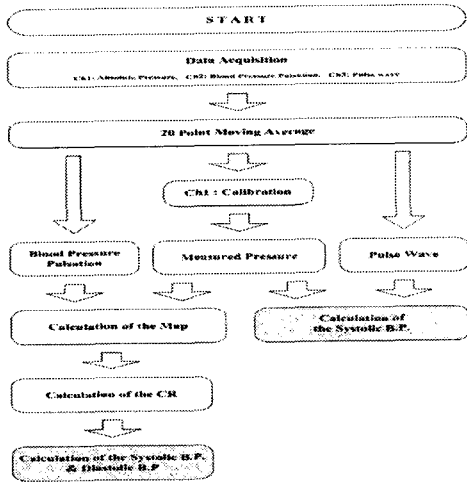 START
Data Acquisition
Ch1: Absolute Pressure, Ch2: Blood Pressure Pulsation, Ch3: Pulse wave
20 Point Moving Average
Ch1 : Calibration
Blood Pressure
Pulsation
Measured Pressure
Pulse Wave
Calculation of the Map
Calculation of
the Systolic B.P.
Calculation of the CR
Calculation of the Systolic B.P.
& Diastolic B.P